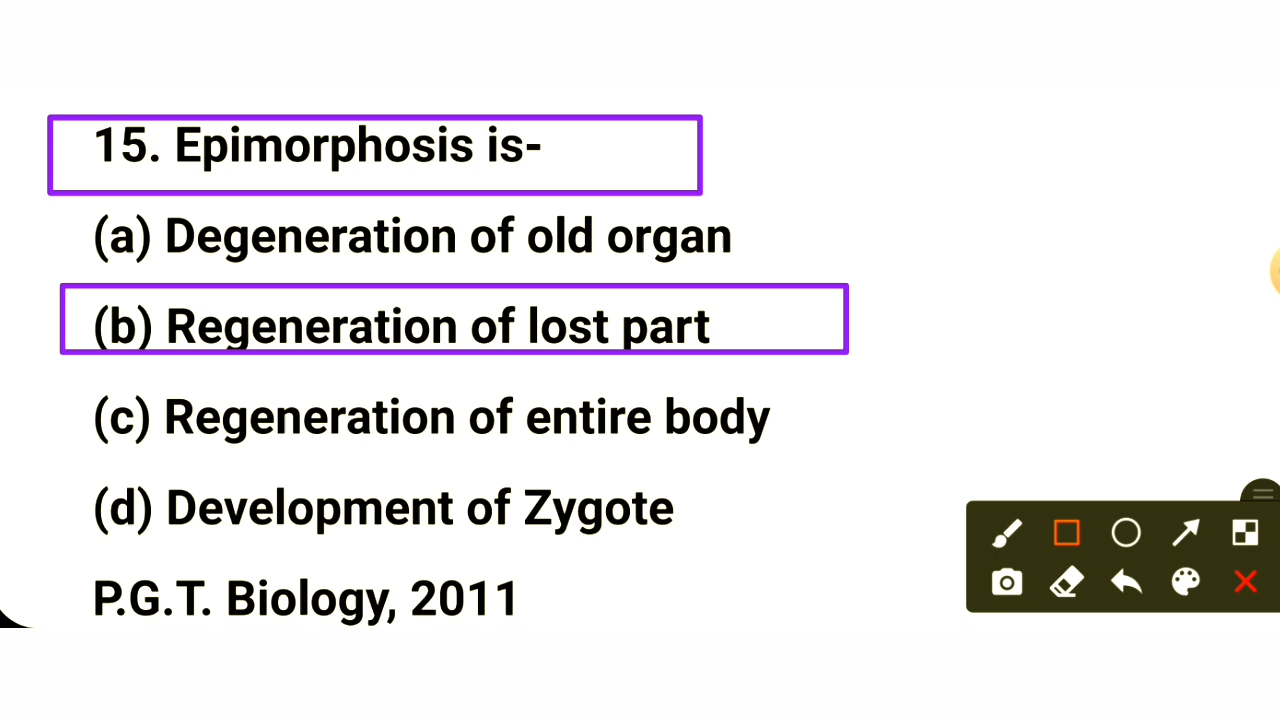 15. Epimorphosis is-
(a) Degeneration of old organ
(b) Regeneration of lost part
(c) Regeneration of entire body
(d) Development of Zygote
P.G.T. Biology, 2011